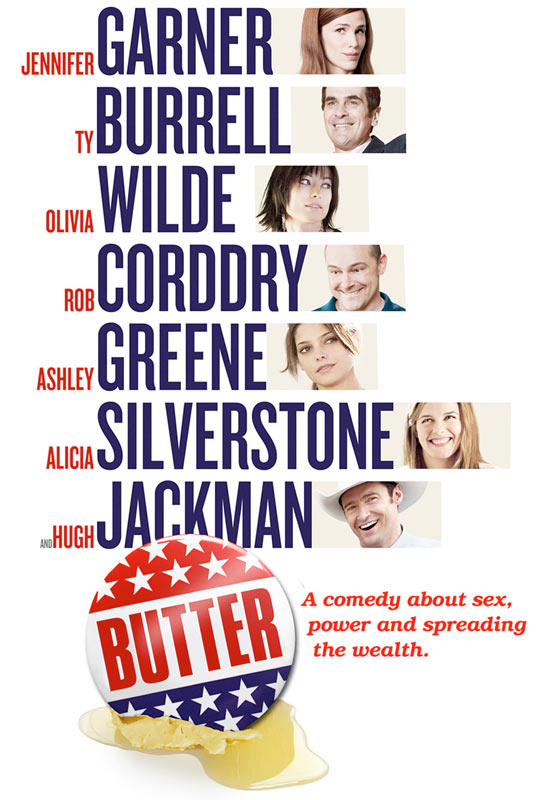 JENNIFER GARNER
TY BURRELL
OLIVIA WILDE
ROB CORDDRY
ASHLEY GREENE
ALICIA SILVERSTONE
AND HUGH JACKMAN
BUTTER
A comedy about sex,
power and spreading
the wealth.